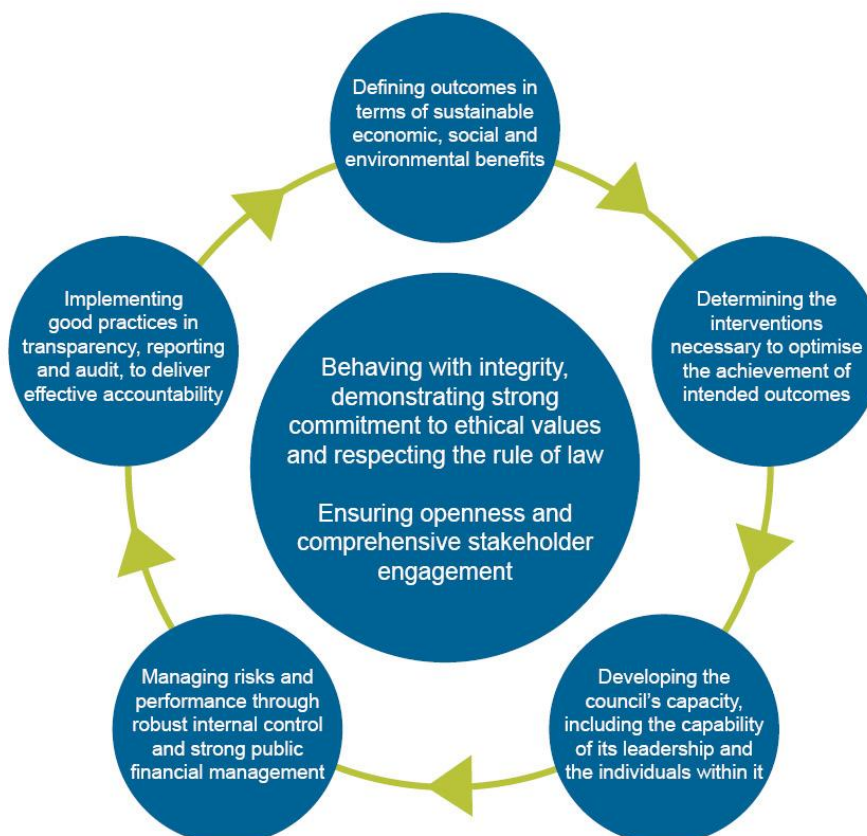 Defining outcomes in
terms of sustainable
economic, social and
environmental benefits
Determining the
interventions
necessary to optimise
the achievement of
intended outcomes
Developing the
council's capacity,
including the capability
of its leadership and
the individuals within it
Managing risks and
performance through
robust internal control
and strong public
financial management
Implementing
good practices in
transparency, reporting
and audit, to deliver
effective accountability
Behaving with integrity,
demonstrating strong
commitment to ethical values
and respecting the rule of law
Ensuring openness and
comprehensive stakeholder
engagement